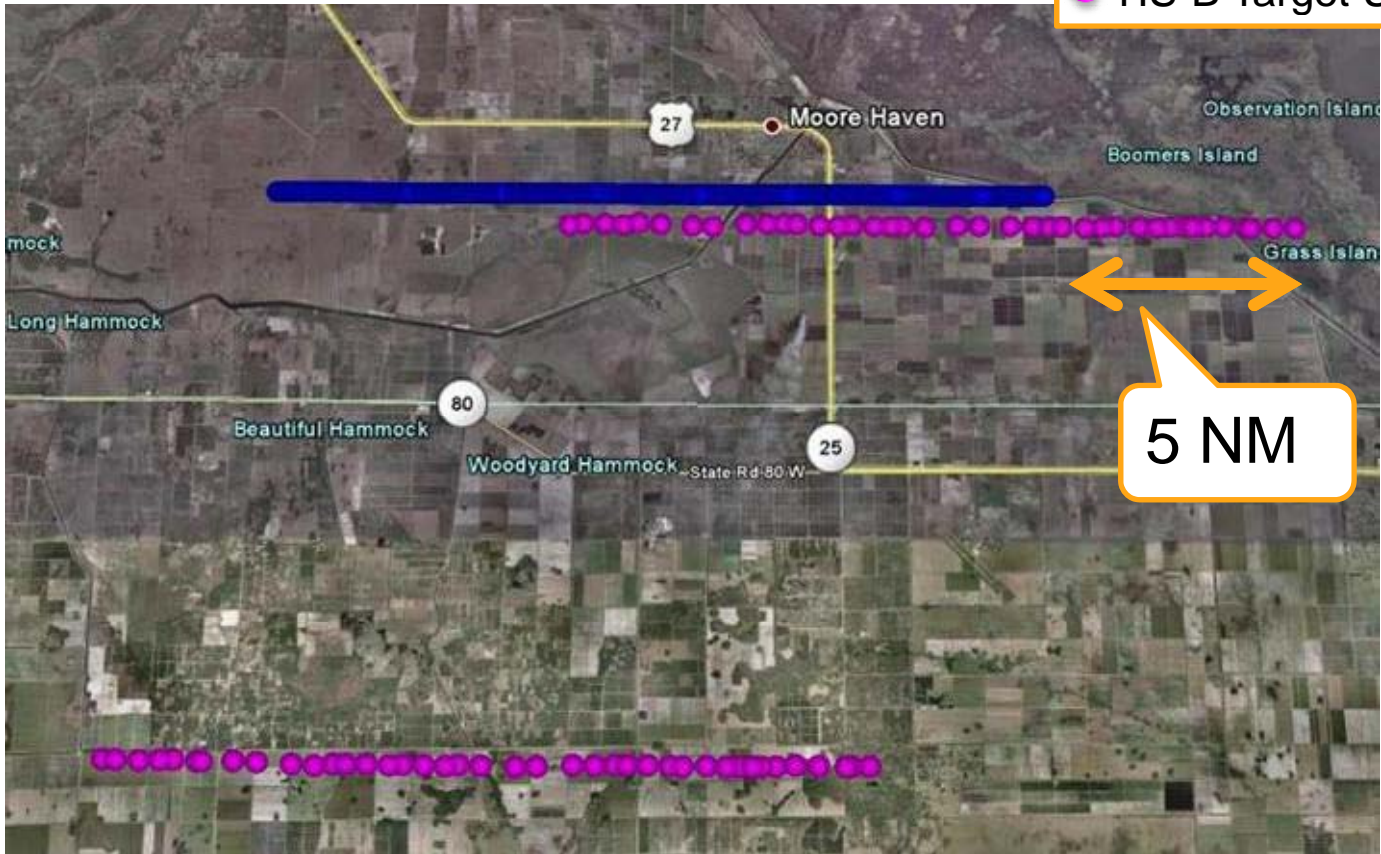 27
Moore Haven
Observation Island
Boomers Island
mock
Grass Islan
Long Hammock
80
Beautiful Hammock
25
Woodyard Hammock
State Rd 80 W
5 NM